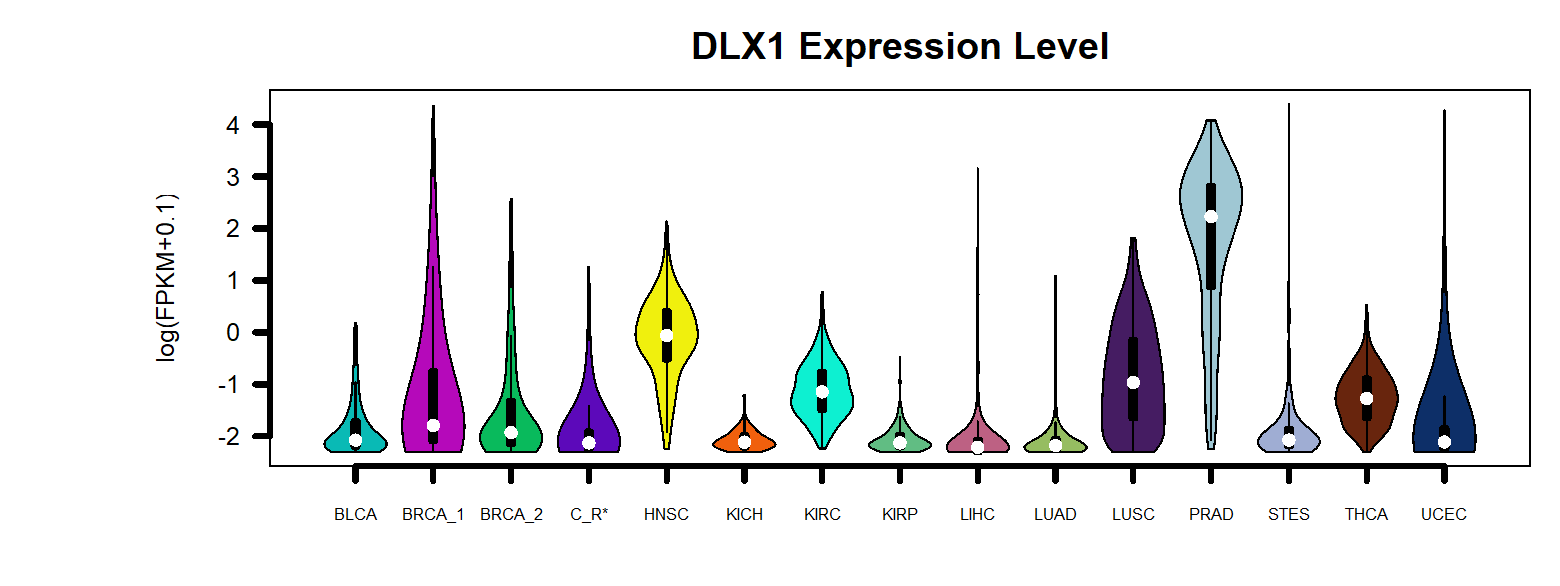 DLX1 Expression Level
log(FPKM+0.1)
4
3
2
1
0
-1
-2
BLCA BRCA_1 BRCA_2 C_R* HNSC KICH KIRC KIRP LIHC LUAD LUSC PRAD STES THCA UCEC